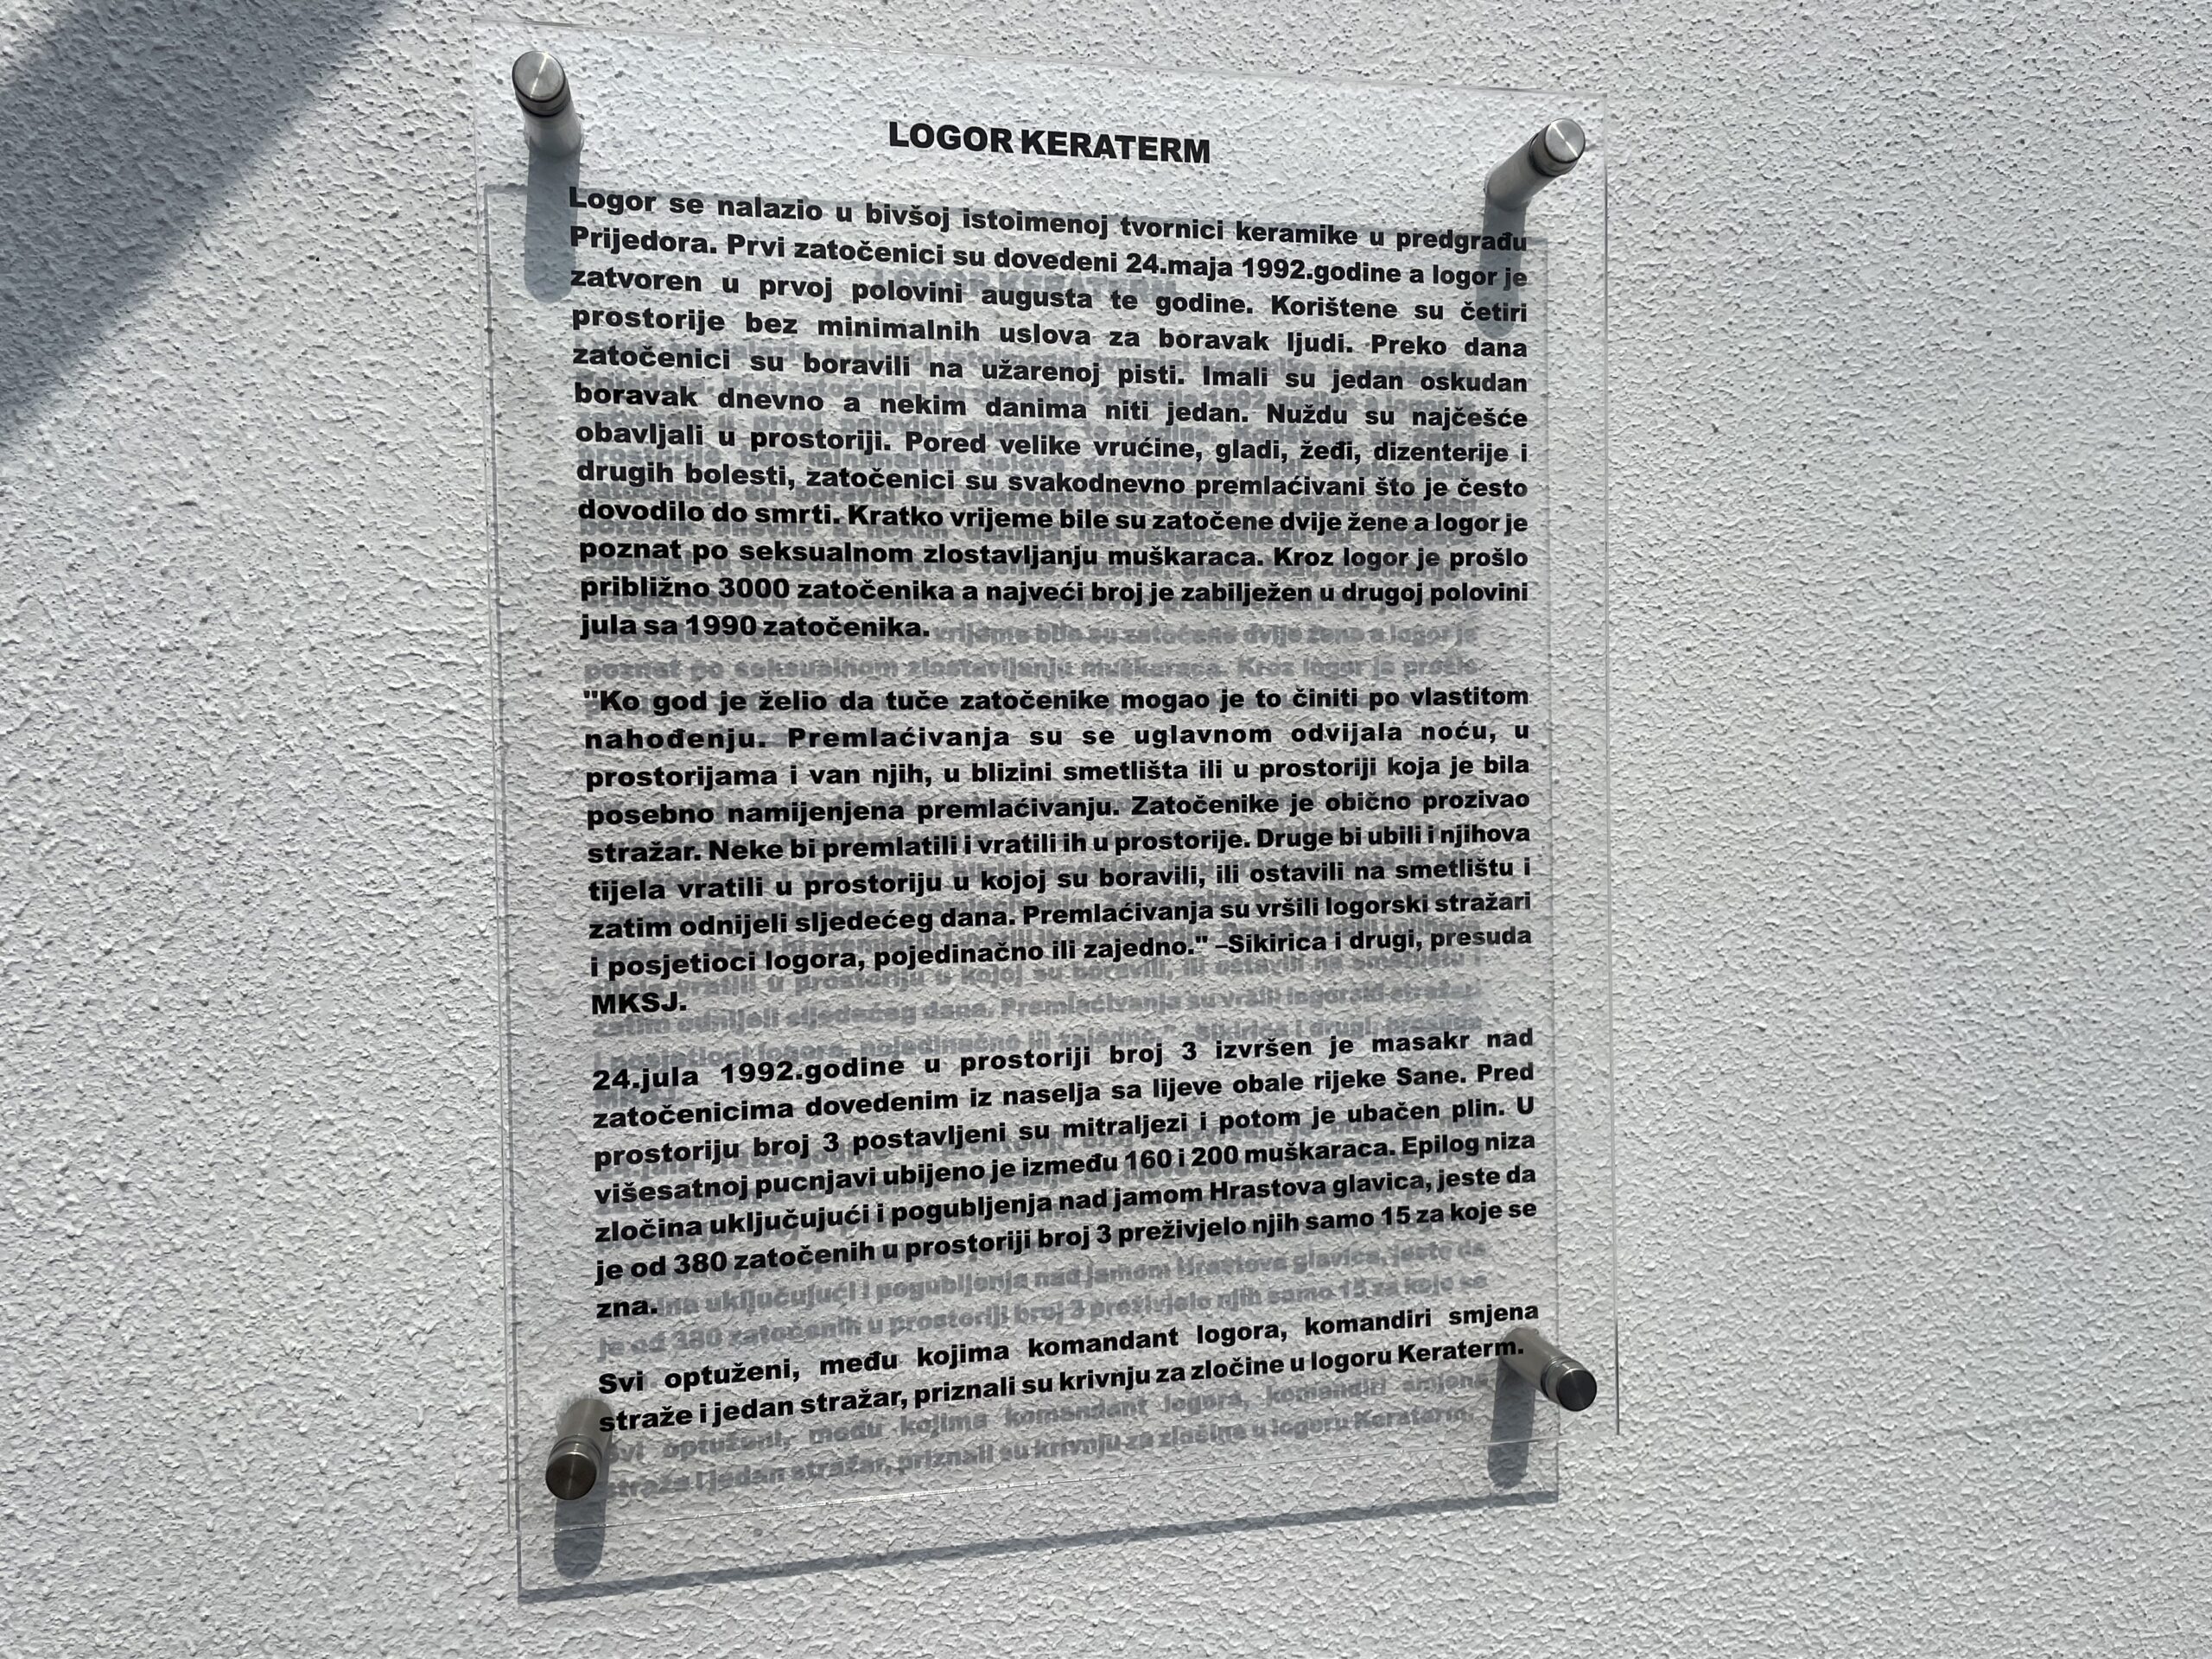 LOGOR KERATERM
Logor se nalazio u bivšoj istoimenoj tvornici keramike u predgrađu
Prijedora. Prvi zatočenici su dovedeni 24.maja 1992.godine a logor je
zatvoren u prvoj polovini augusta te godine. Korištene su četiri
prostorije bez minimalnih uslova za boravak ljudi. Preko dana
zatočenici su boravili na užarenoj pisti. Imali su jedan oskudan
boravak dnevno a nekim danima niti jedan. Nuždu su najčešće
obavljali u prostoriji. Pored velike vrućine, gladi, žeđi, dizenterije i
drugih bolesti, zatočenici su svakodnevno premlaćivani što je često
dovodilo do smrti. Kratko vrijeme bile su zatočene dvije žene a logor je
poznat po seksualnom zlostavljanju muškaraca. Kroz logor je prošlo
približno 3000 zatočenika a najveći broj je zabilježen u drugoj polovini
jula sa 1990 zatočenika.
"Ko god je želio da tuče zatočenike mogao je to činiti po vlastitom
nahođenju. Premlaćivanja su se uglavnom odvijala noću, u
prostorijama i van njih, u blizini smetlišta ili u prostoriji koja je bila
posebno namijenjena premlaćivanju. Zatočenike je obično prozivao
stražar. Neke bi premlatili i vratili ih u prostorije. Druge bi ubili i njihova
tijela vratili u prostoriju u kojoj su boravili, ili ostavili na smetlištu i
zatim odnijeli sljedećeg dana. Premlaćivanja su vršili logorski stražari
i posjetioci logora, pojedinačno ili zajedno." –Sikirica i drugi, presuda
MKSJ.
24.jula 1992.godine u prostoriji broj 3 izvršen je masakr nad
zatočenicima dovedenim iz naselja sa lijeve obale rijeke Sane. Pred
prostoriju broj 3 postavljeni su mitraljezi i potom je ubačen plin. U
višesatnoj pucnjavi ubijeno je između 160 i 200 muškaraca. Epilog niza
zločina uključujući i pogubljenja nad jamom Hrastova glavica, jeste da
je od 380 zatočenih u prostoriji broj 3 preživjelo njih samo 15 za koje se
zna.
Svi optuženi, među kojima komandant logora, komandiri smjena
straže i jedan stražar, priznali su krivnju za zločine u logoru Keraterm.